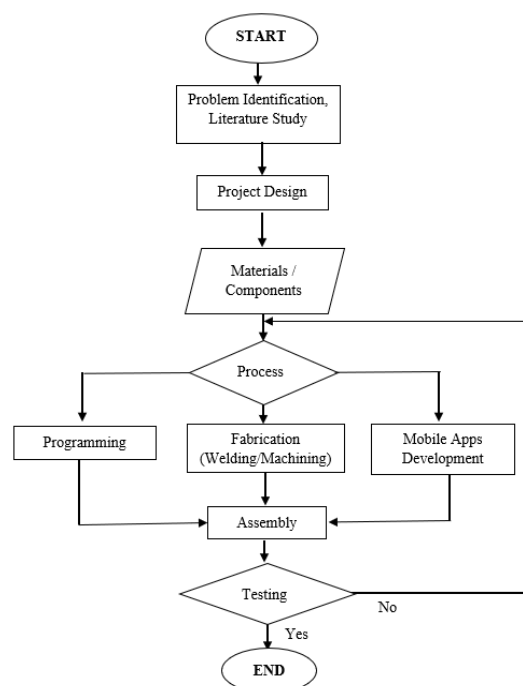 START
Problem Identification,
Literature Study
Project Design
Materials /
Components
Process
Programming
Fabrication
(Welding/Machining)
Mobile Apps
Development
Assembly
Testing
No
Yes
END